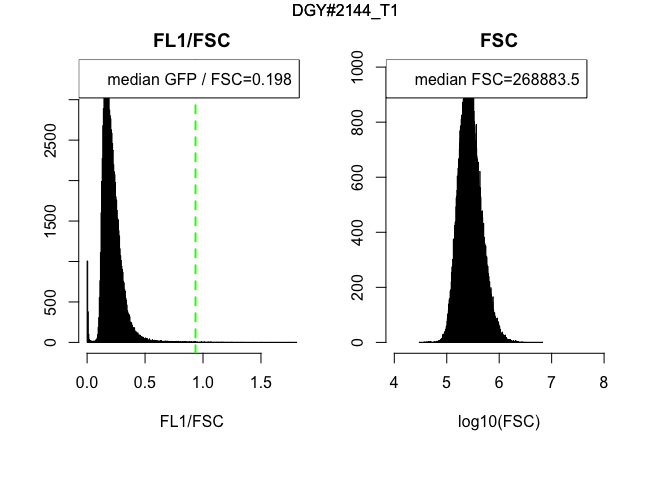 DGY#2144_T1
FL1/FSC
median GFP / FSC=0.198
500
1500
2500
0
0.0 0.5 1.0 1.5
FL1/FSC
FSC
median FSC=268883.5
0
200
400
600
800
1000
4 5 6 7 8
log10(FSC)